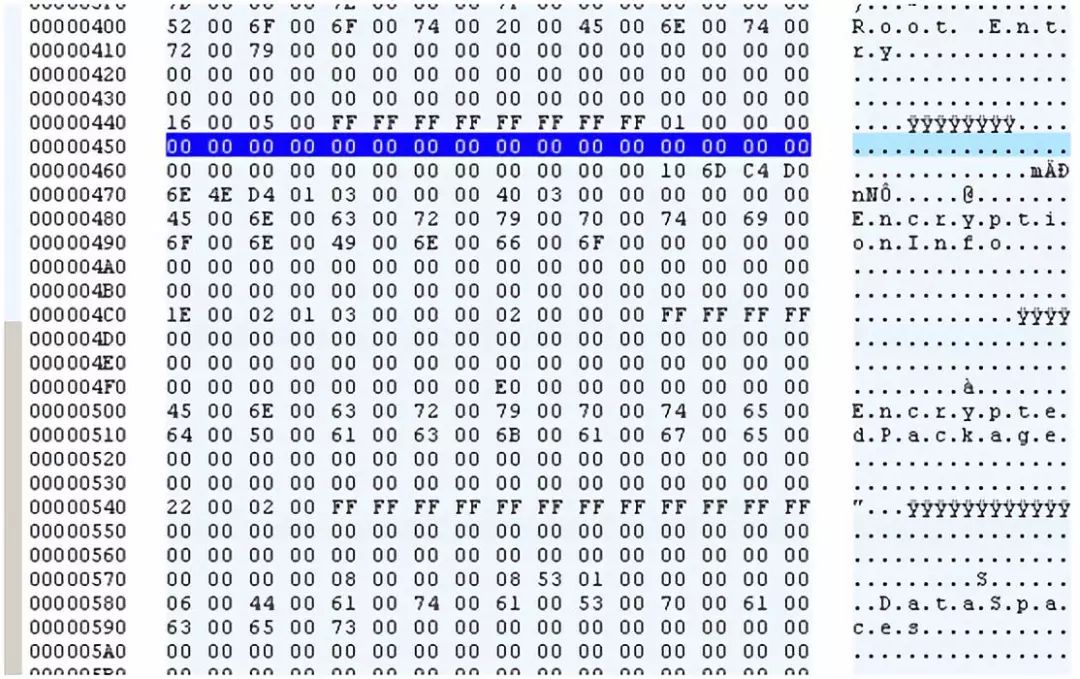 00000400 52 00 6F 00 6F 00 74 00 20 00 45 00 6E 00 74 00 R.o.o.t. .E.n.t.
00000410 72 00 79 00 00 00 00 00 00 00 00 00 00 00 00 00 r.y.............
00000420 00 00 00 00 00 00 00 00 00 00 00 00 00 00 00 00 ................
00000430 00 00 00 00 00 00 00 00 00 00 00 00 00 00 00 00 ................
00000440 16 00 05 00 FF FF FF FF FF FF FF FF 01 00 00 00 ....ÿÿÿÿÿÿÿÿ....
00000450 00 00 00 00 00 00 00 00 00 00 00 00 00 00 00 00 ................
00000460 00 00 00 00 00 00 00 00 00 00 00 00 10 6D C4 D0 .............mÄÐ
00000470 6E 4E D4 01 03 00 00 00 40 03 00 00 00 00 00 00 nNÔ.....@.......
00000480 45 00 6E 00 63 00 72 00 79 00 70 00 74 00 69 00 E.n.c.r.y.p.t.i.
00000490 6F 00 6E 00 49 00 6E 00 66 00 6F 00 00 00 00 00 o.n.I.n.f.o.....
000004A0 00 00 00 00 00 00 00 00 00 00 00 00 00 00 00 00 ................
000004B0 00 00 00 00 00 00 00 00 00 00 00 00 00 00 00 00 ................
000004C0 1E 00 02 01 03 00 00 00 02 00 00 00 FF FF FF FF ............ÿÿÿÿ
000004D0 00 00 00 00 00 00 00 00 00 00 00 00 00 00 00 00 ................
000004E0 00 00 00 00 00 00 00 00 00 00 00 00 00 00 00 00 ................
000004F0 00 00 00 00 00 00 00 00 E0 00 00 00 00 00 00 00 ........à.......
00000500 45 00 6E 00 63 00 72 00 79 00 70 00 74 00 65 00 E.n.c.r.y.p.t.e.
00000510 64 00 50 00 61 00 63 00 6B 00 61 00 67 00 65 00 d.P.a.c.k.a.g.e.
00000520 00 00 00 00 00 00 00 00 00 00 00 00 00 00 00 00 ................
00000530 00 00 00 00 00 00 00 00 00 00 00 00 00 00 00 00 ................
00000540 22 00 02 00 FF FF FF FF FF FF FF FF FF FF FF FF "...ÿÿÿÿÿÿÿÿÿÿÿÿ
00000550 00 00 00 00 00 00 00 00 00 00 00 00 00 00 00 00 ................
00000560 00 00 00 00 00 00 00 00 00 00 00 00 00 00 00 00 ................
00000570 00 00 00 00 08 00 00 00 08 53 01 00 00 00 00 00 .........S......
00000580 06 00 44 00 61 00 74 00 61 00 53 00 70 00 61 00 ..D.a.t.a.S.p.a.
00000590 63 00 65 00 73 00 00 00 00 00 00 00 00 00 00 00 c.e.s...........
000005A0 00 00 00 00 00 00 00 00 00 00 00 00 00 00 00 00 ................